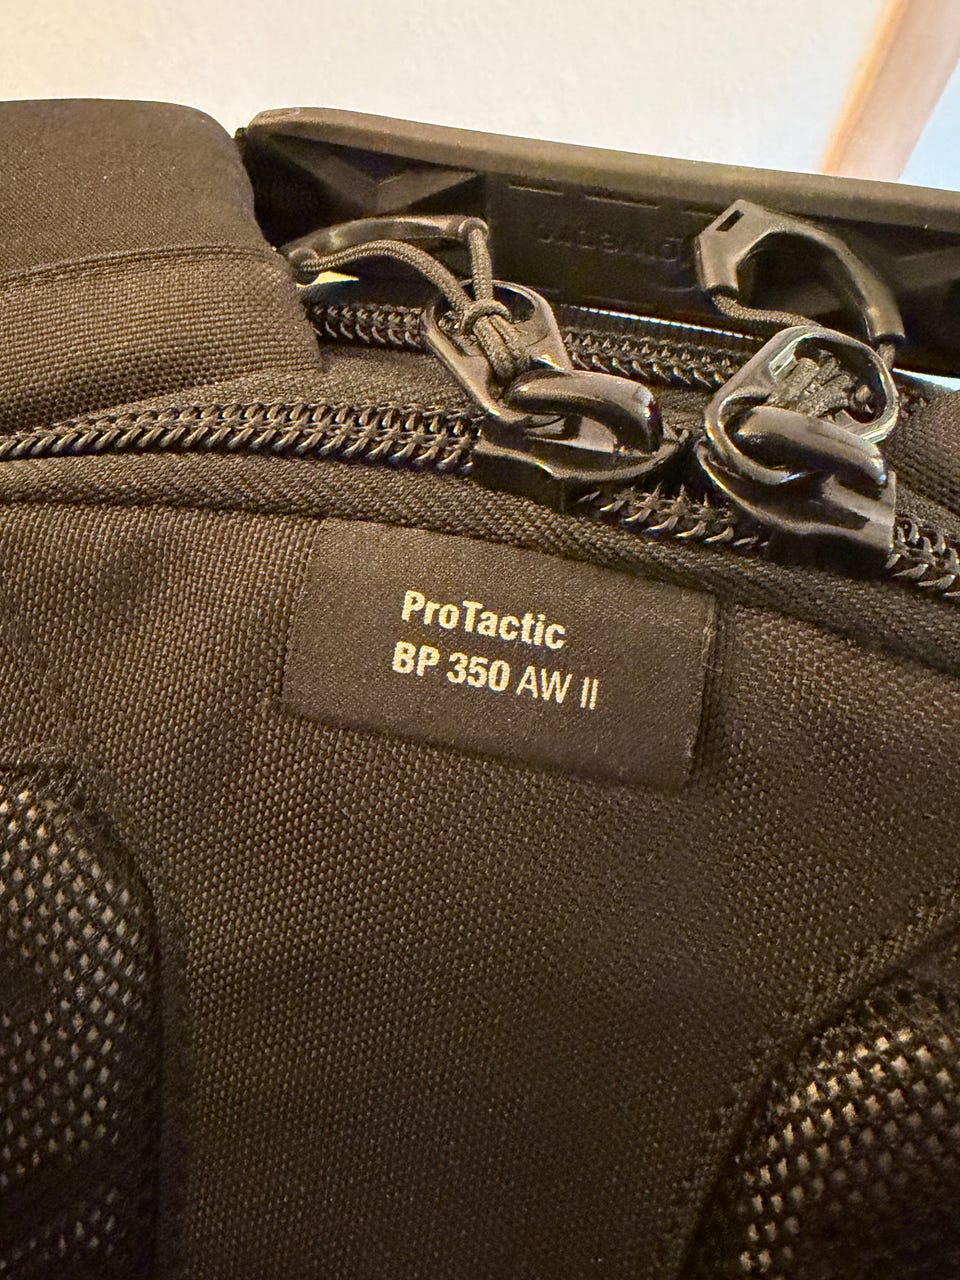 ProTactic
BP 350 AW II